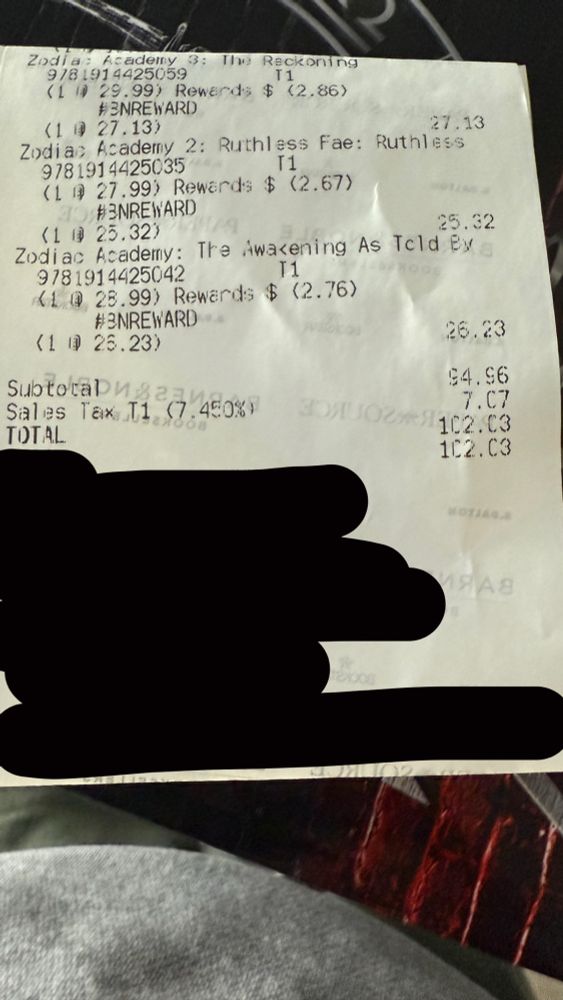 Zodiac Academy 3: The Reckoning
9781914425059 T1
(1 @ 29.99) Rewards $ (2.86)
#BNREWARD
(1 @ 27.13) 27.13
Zodiac Academy 2: Ruthless Fae: Ruthless
9781914425035 T1
(1 @ 27.99) Rewards $ (2.67)
#BNREWARD
(1 @ 25.32) 25.32
Zodiac Academy: The Awakening As Told By
9781914425042 T1
(1 @ 28.99) Rewards $ (2.76)
#BNREWARD
(1 @ 26.23) 26.23
Subtotal 94.96
Sales Tax T1 (7.450%) 7.07
TOTAL 102.03
102.03